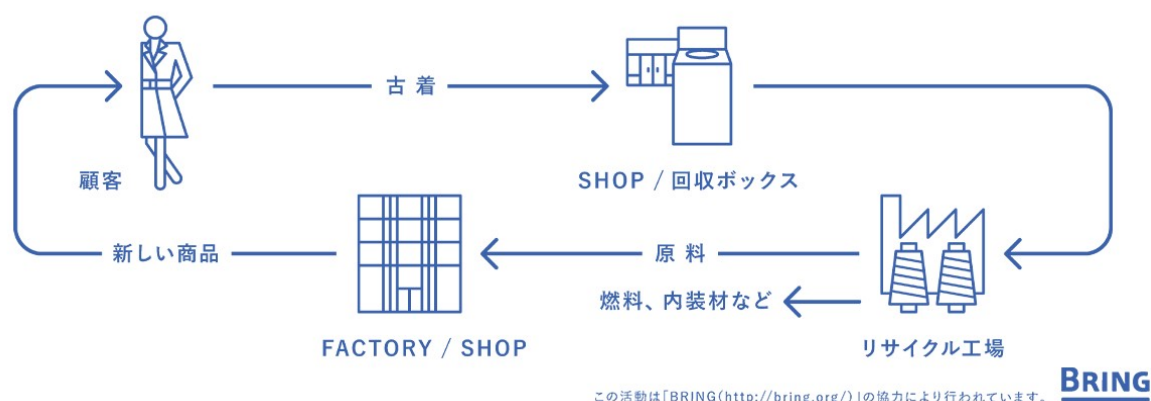 古着
顧客
SHOP / 回収ボックス
新しい商品
原料
燃料、内装材など
FACTORY / SHOP
リサイクル工場
この活動は「BRING(http://bring.org/)」の協力により行われています。
BRING